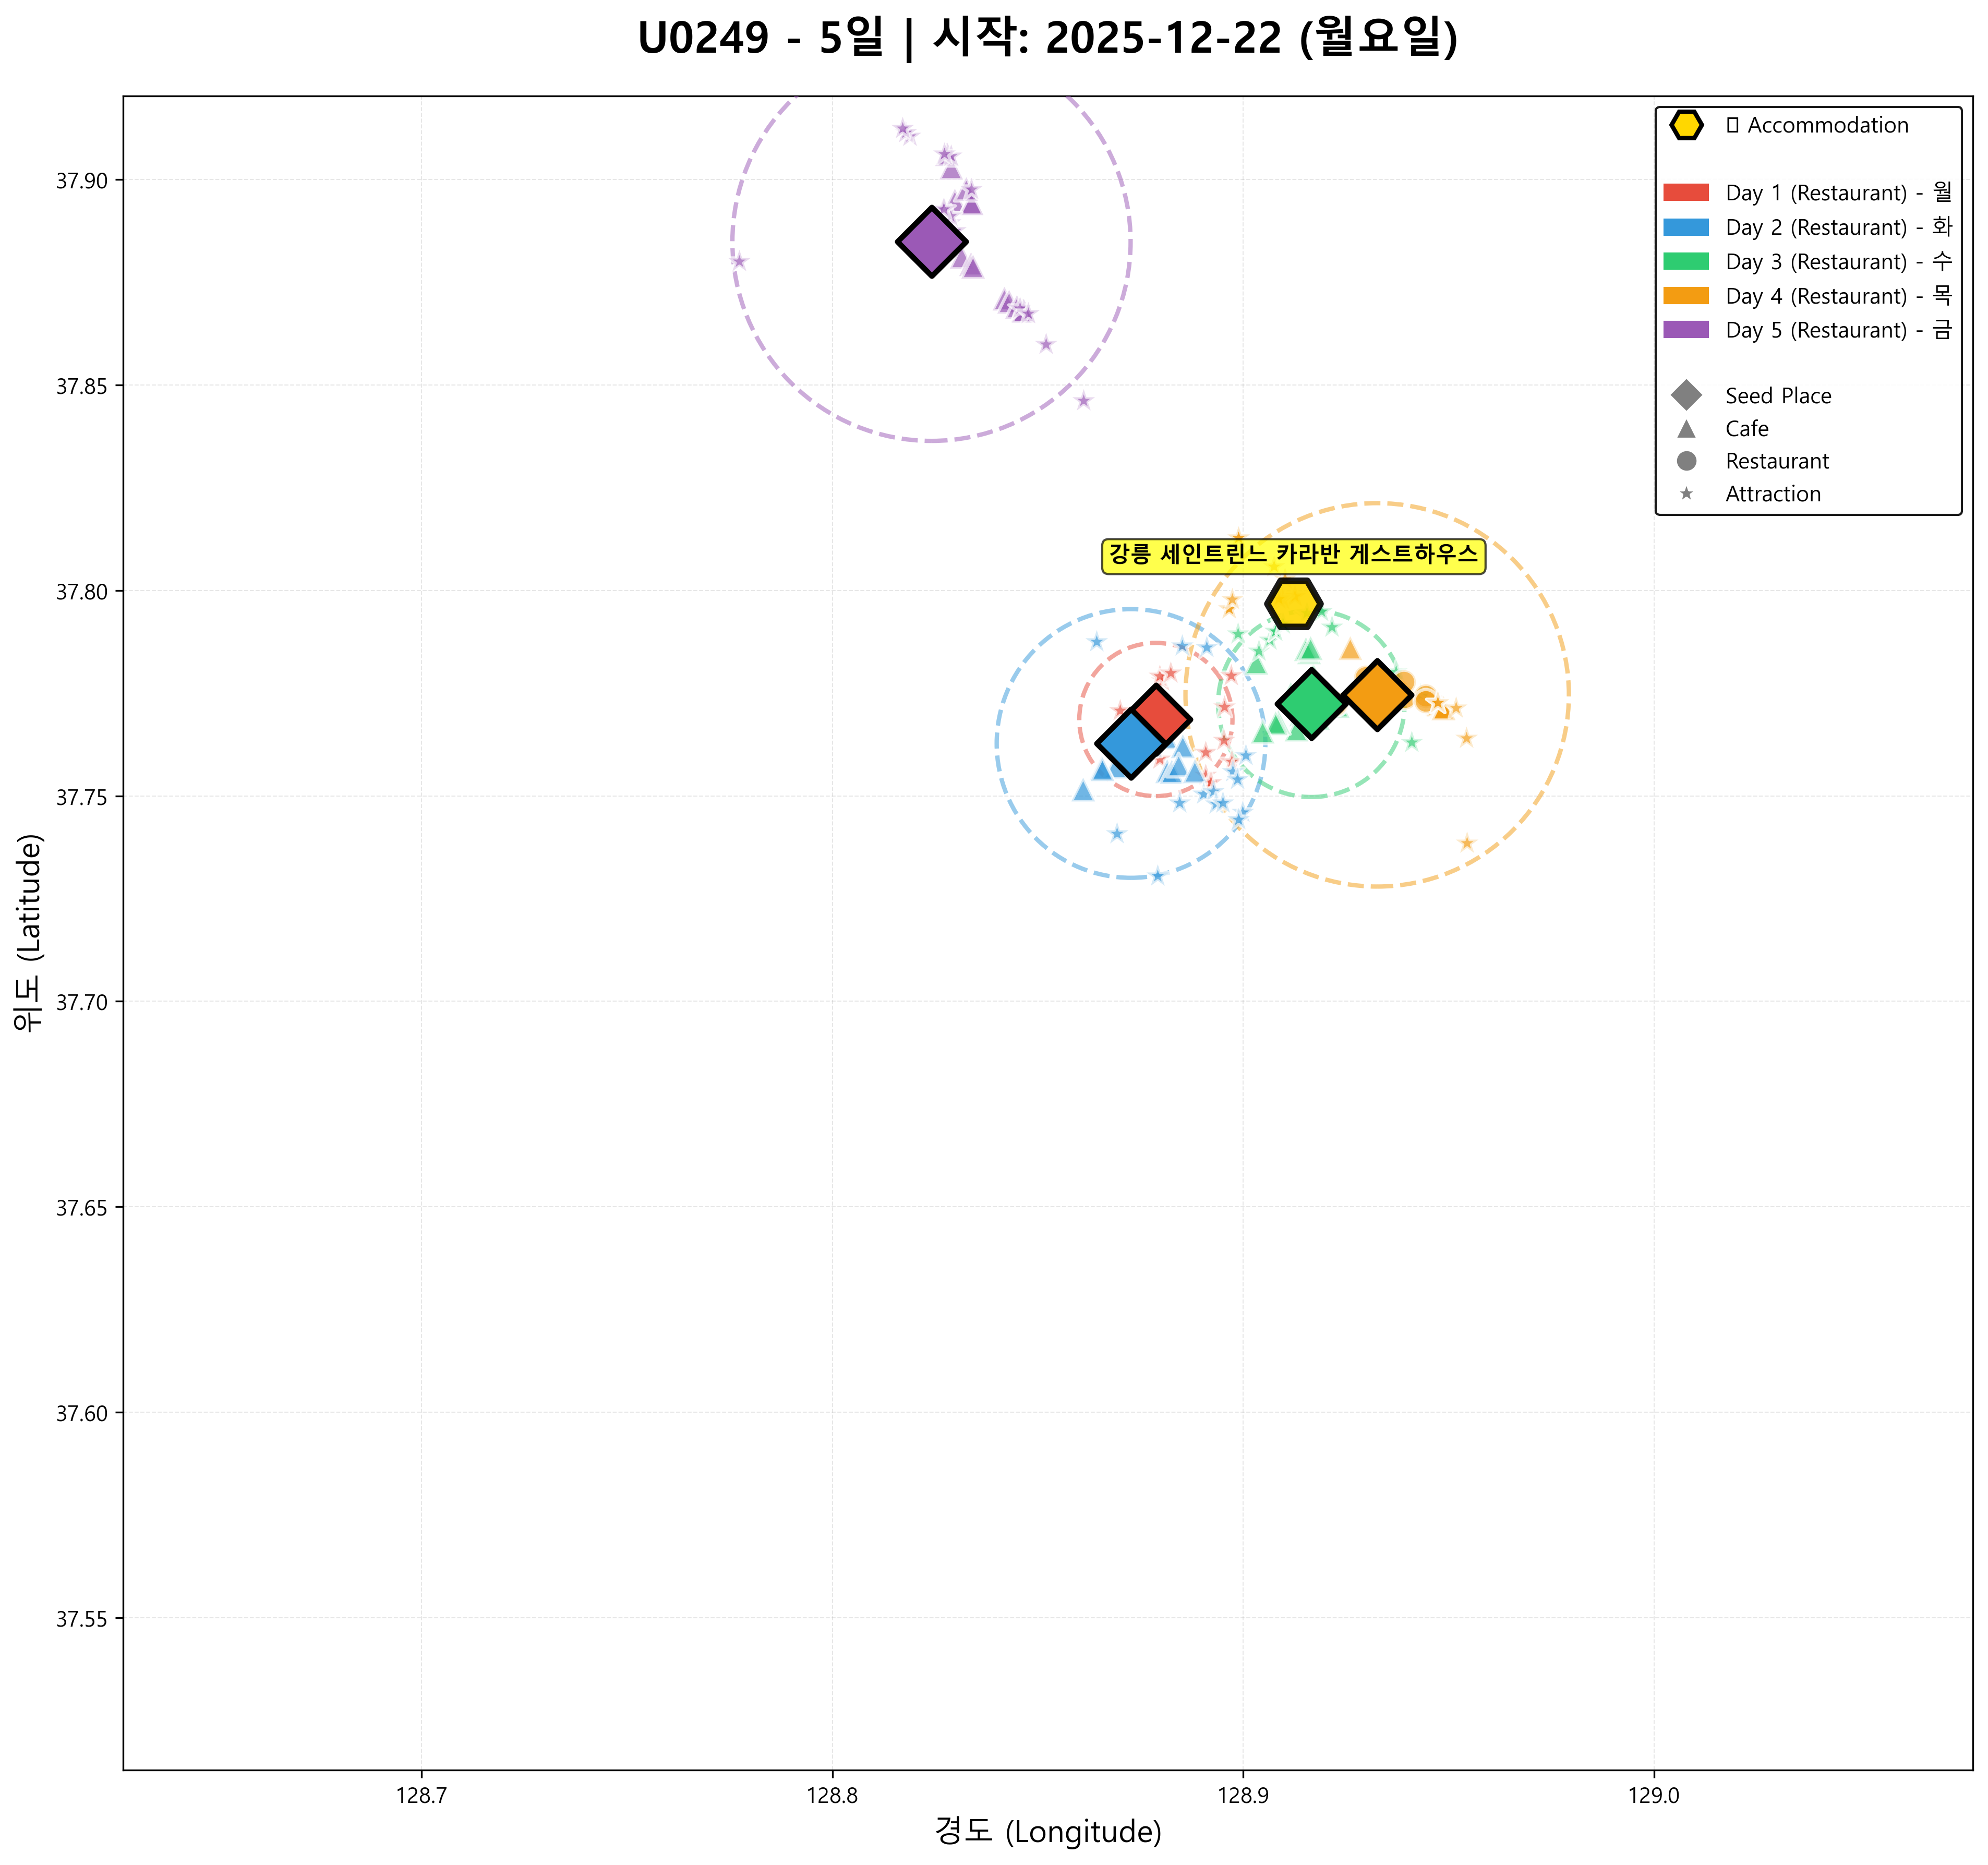 U0249 - 5일 | 시작: 2025-12-22 (월요일)
▯ Accommodation
Day 1 (Restaurant) - 월
Day 2 (Restaurant) - 화
Day 3 (Restaurant) - 수
Day 4 (Restaurant) - 목
Day 5 (Restaurant) - 금
Seed Place
Cafe
Restaurant
Attraction
강릉 세인트린느 카라반 게스트하우스
위도 (Latitude)
37.90
37.85
37.80
37.75
37.70
37.65
37.60
37.55
128.7
128.8
128.9
129.0
경도 (Longitude)